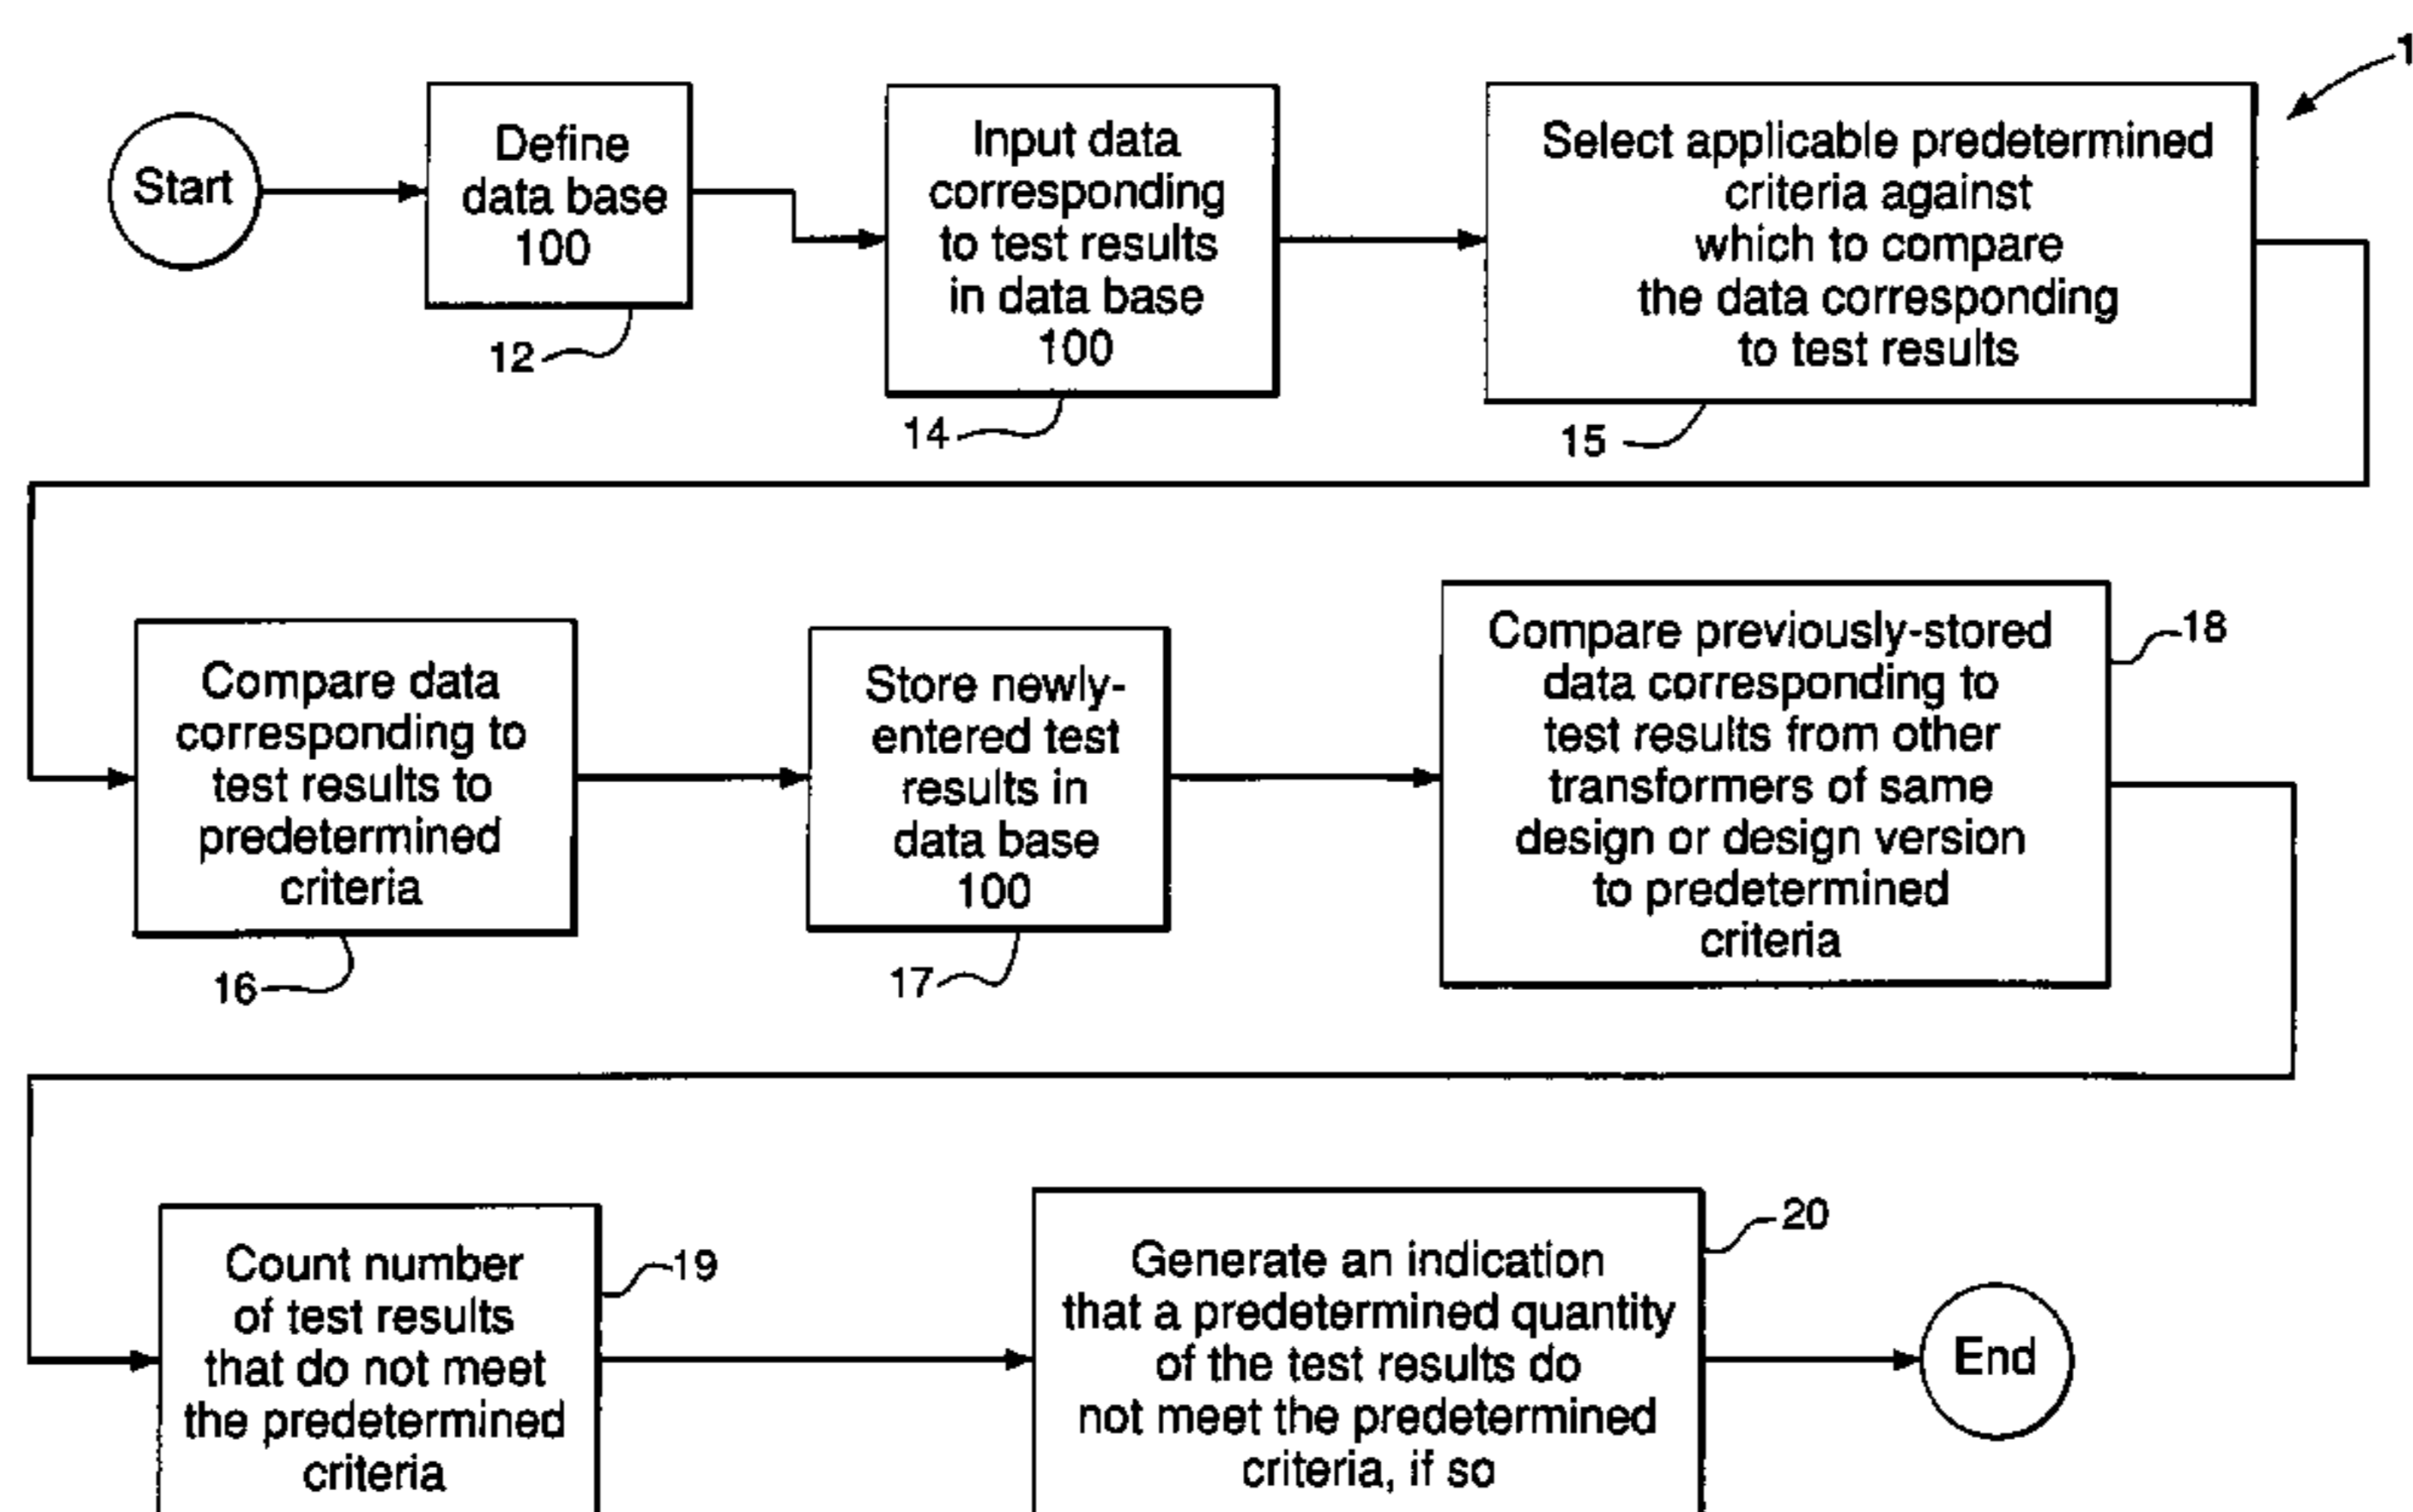 1
Start
Define
data base
100
12
Input data
corresponding
to test results
in data base
100
14
Select applicable predetermined
criteria against
which to compare
the data corresponding
to test results
15
Compare data
corresponding to
test results to
predetermined
criteria
16
Store newly-
entered test
results in
data base
100
17
Compare previously-stored
data corresponding to
test results from other
transformers of same
design or design version
to predetermined
criteria
18
Count number
of test results
that do not meet
the predetermined
criteria
19
Generate an indication
that a predetermined quantity
of the test results do
not meet the predetermined
criteria, if so
20
End